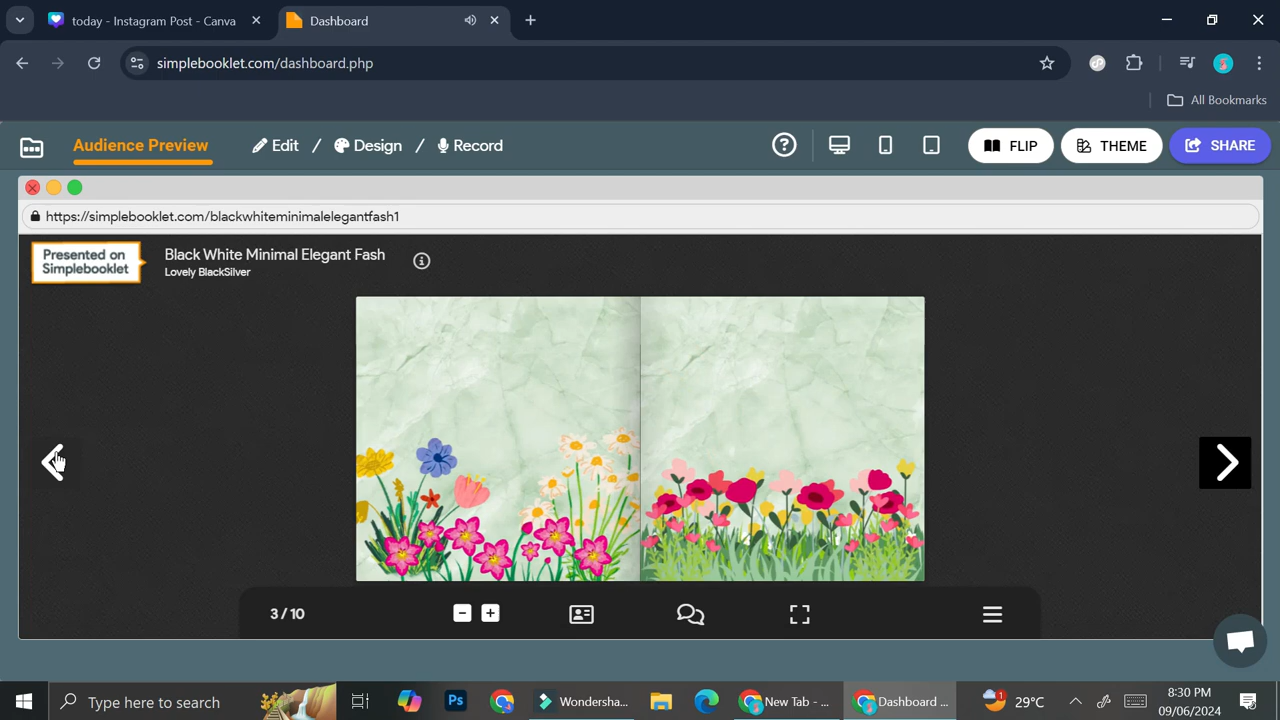 today - Instagram Post - Canva
Dashboard
simplebooklet.com/dashboard.php
All Bookmarks
Audience Preview
Edit / Design / Record
FLIP
THEME
SHARE
https://simplebooklet.com/blackwhiteminimalelegantfash1
Presented on
Simplebooklet
Black White Minimal Elegant Fash
Lovely BlackSilver
3 / 10
Type here to search
Ps
Wondersha...
New Tab - ...
Dashboard ...
1
29°C
8:30 PM
09/06/2024